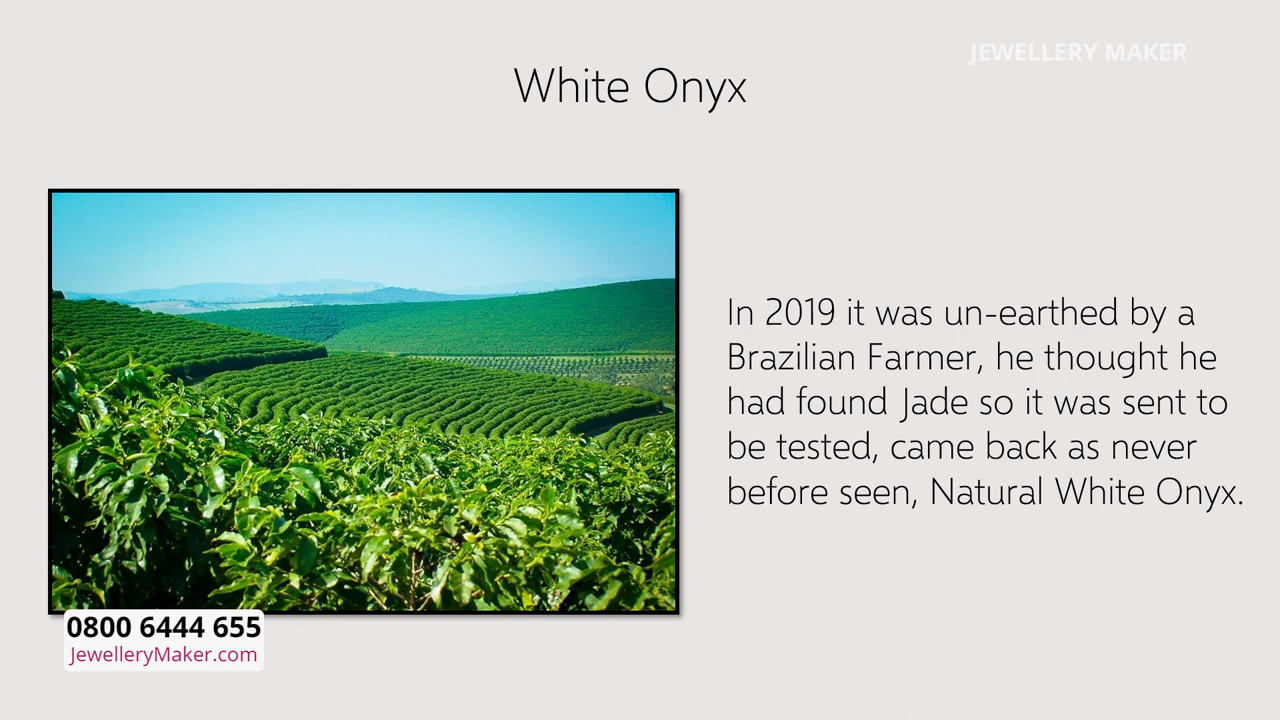 JEWELLERY MAKER
White Onyx
In 2019 it was un-earthed by a
Brazilian Farmer, he thought he
had found Jade so it was sent to
be tested, came back as never
before seen, Natural White Onyx.
0800 6444 655
JewelleryMaker.com